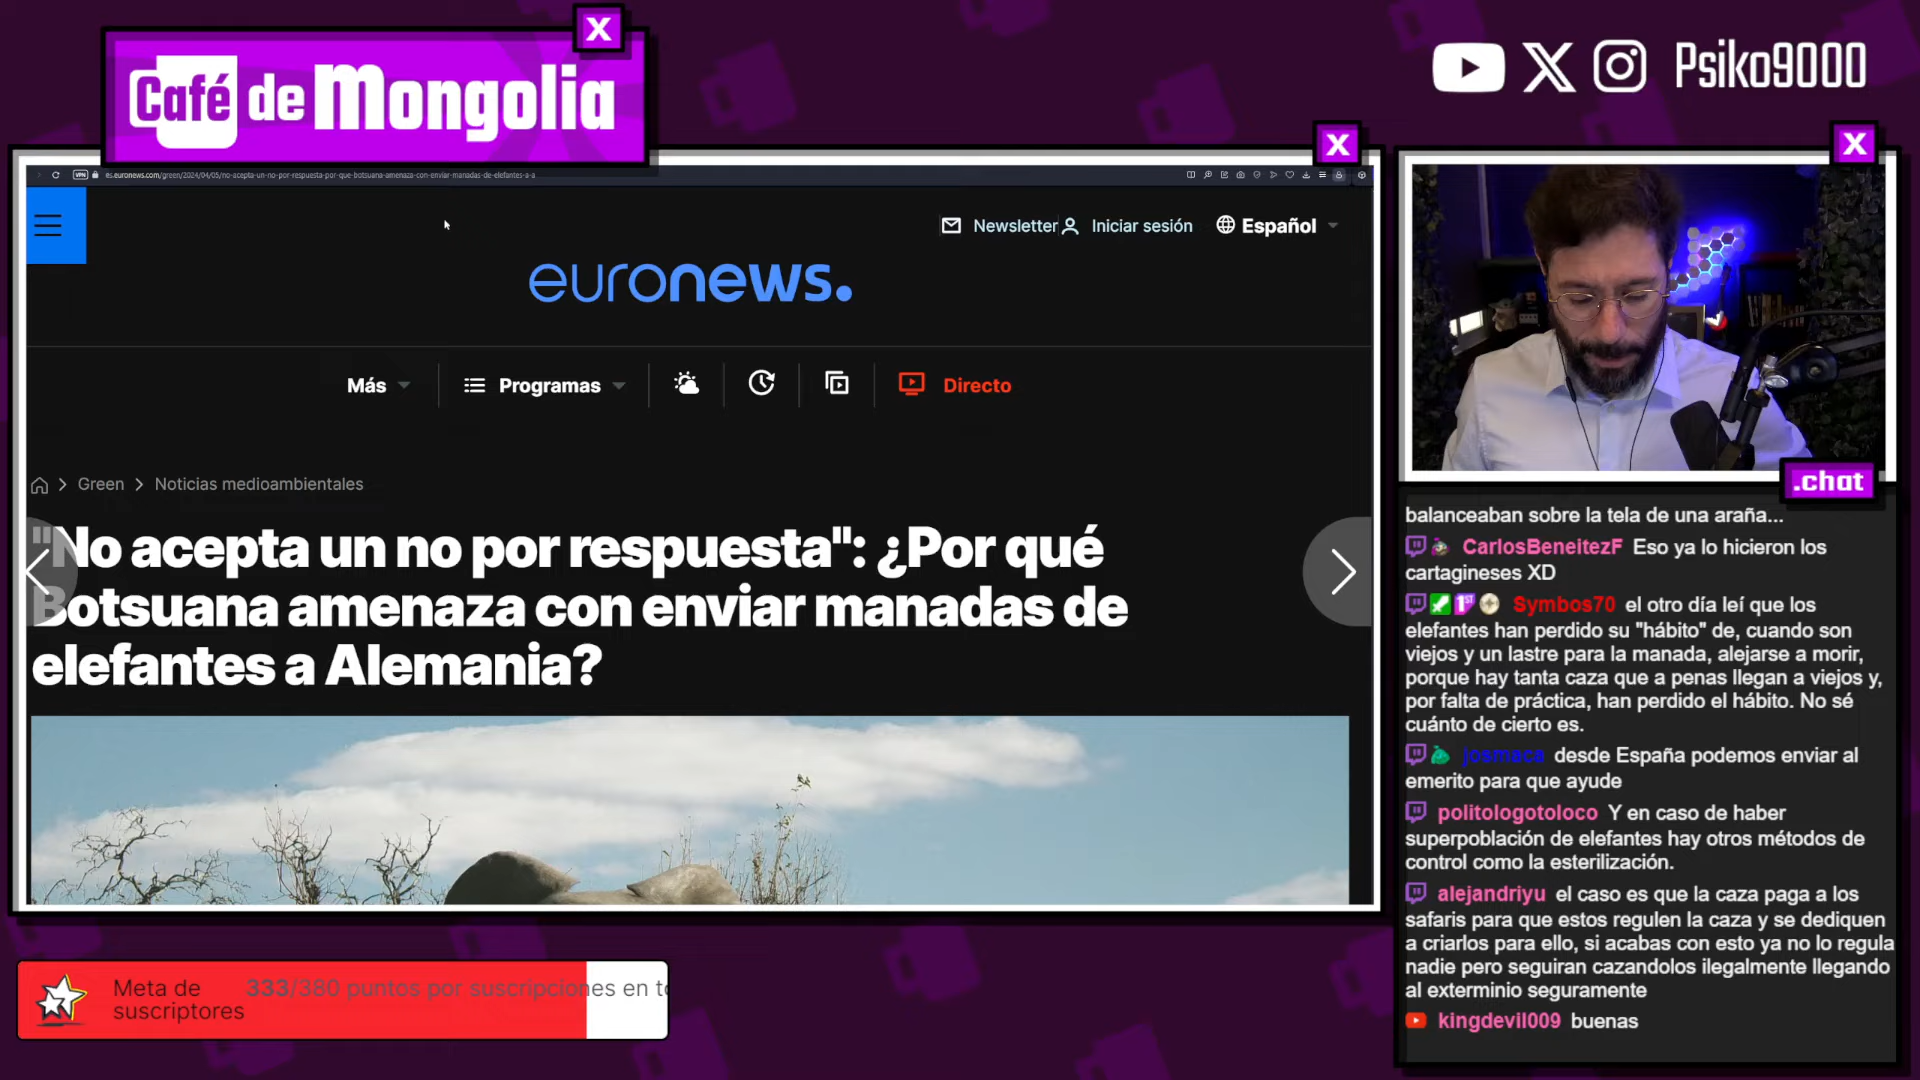 X
Café de Mongolia
Psiko9000
X
X
VPN
es.euronews.com/green/2024/04/05/no-acepta-un-no-por-respuesta-por-que-botsuana-amenaza-con-enviar-manadas-de-elefantes-a-a
Newsletter
Iniciar sesión
Español
euronews.
Más
Programas
Directo
Green
Noticias medioambientales
"No acepta un no por respuesta": ¿Por qué
Botsuana amenaza con enviar manadas de
elefantes a Alemania?
.chat
balanceaban sobre la tela de una araña...
CarlosBeneitezF Eso ya lo hicieron los
cartagineses XD
1ST Symbos70 el otro día leí que los
elefantes han perdido su "hábito" de, cuando son
viejos y un lastre para la manada, alejarse a morir,
porque hay tanta caza que a penas llegan a viejos y,
por falta de práctica, han perdido el hábito. No sé
cuánto de cierto es.
josmaca desde España podemos enviar al
emerito para que ayude
politologotoloco Y en caso de haber
superpoblación de elefantes hay otros métodos de
control como la esterilización.
alejandriyu el caso es que la caza paga a los
safaris para que estos regulen la caza y se dediquen
a criarlos para ello, si acabas con esto ya no lo regula
nadie pero seguiran cazandolos ilegalmente llegando
al exterminio seguramente
kingdevil009 buenas
Meta de
suscriptores
333/380 puntos por suscripciones en to